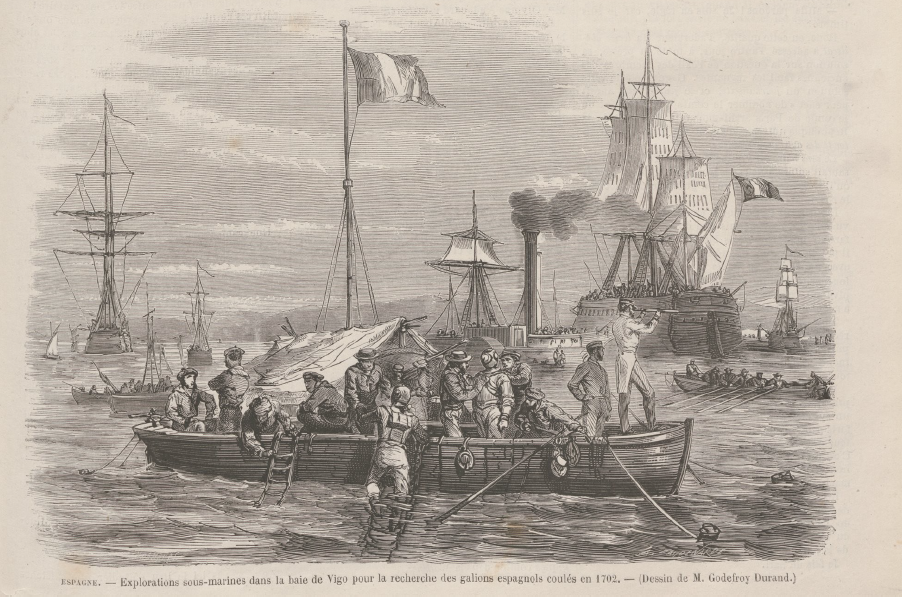 ESPAGNE. — Explorations sous-marines dans la baie de Vigo pour la recherche des galions espagnols coulés en 1702. — (Dessin de M. Godefroy Durand.)